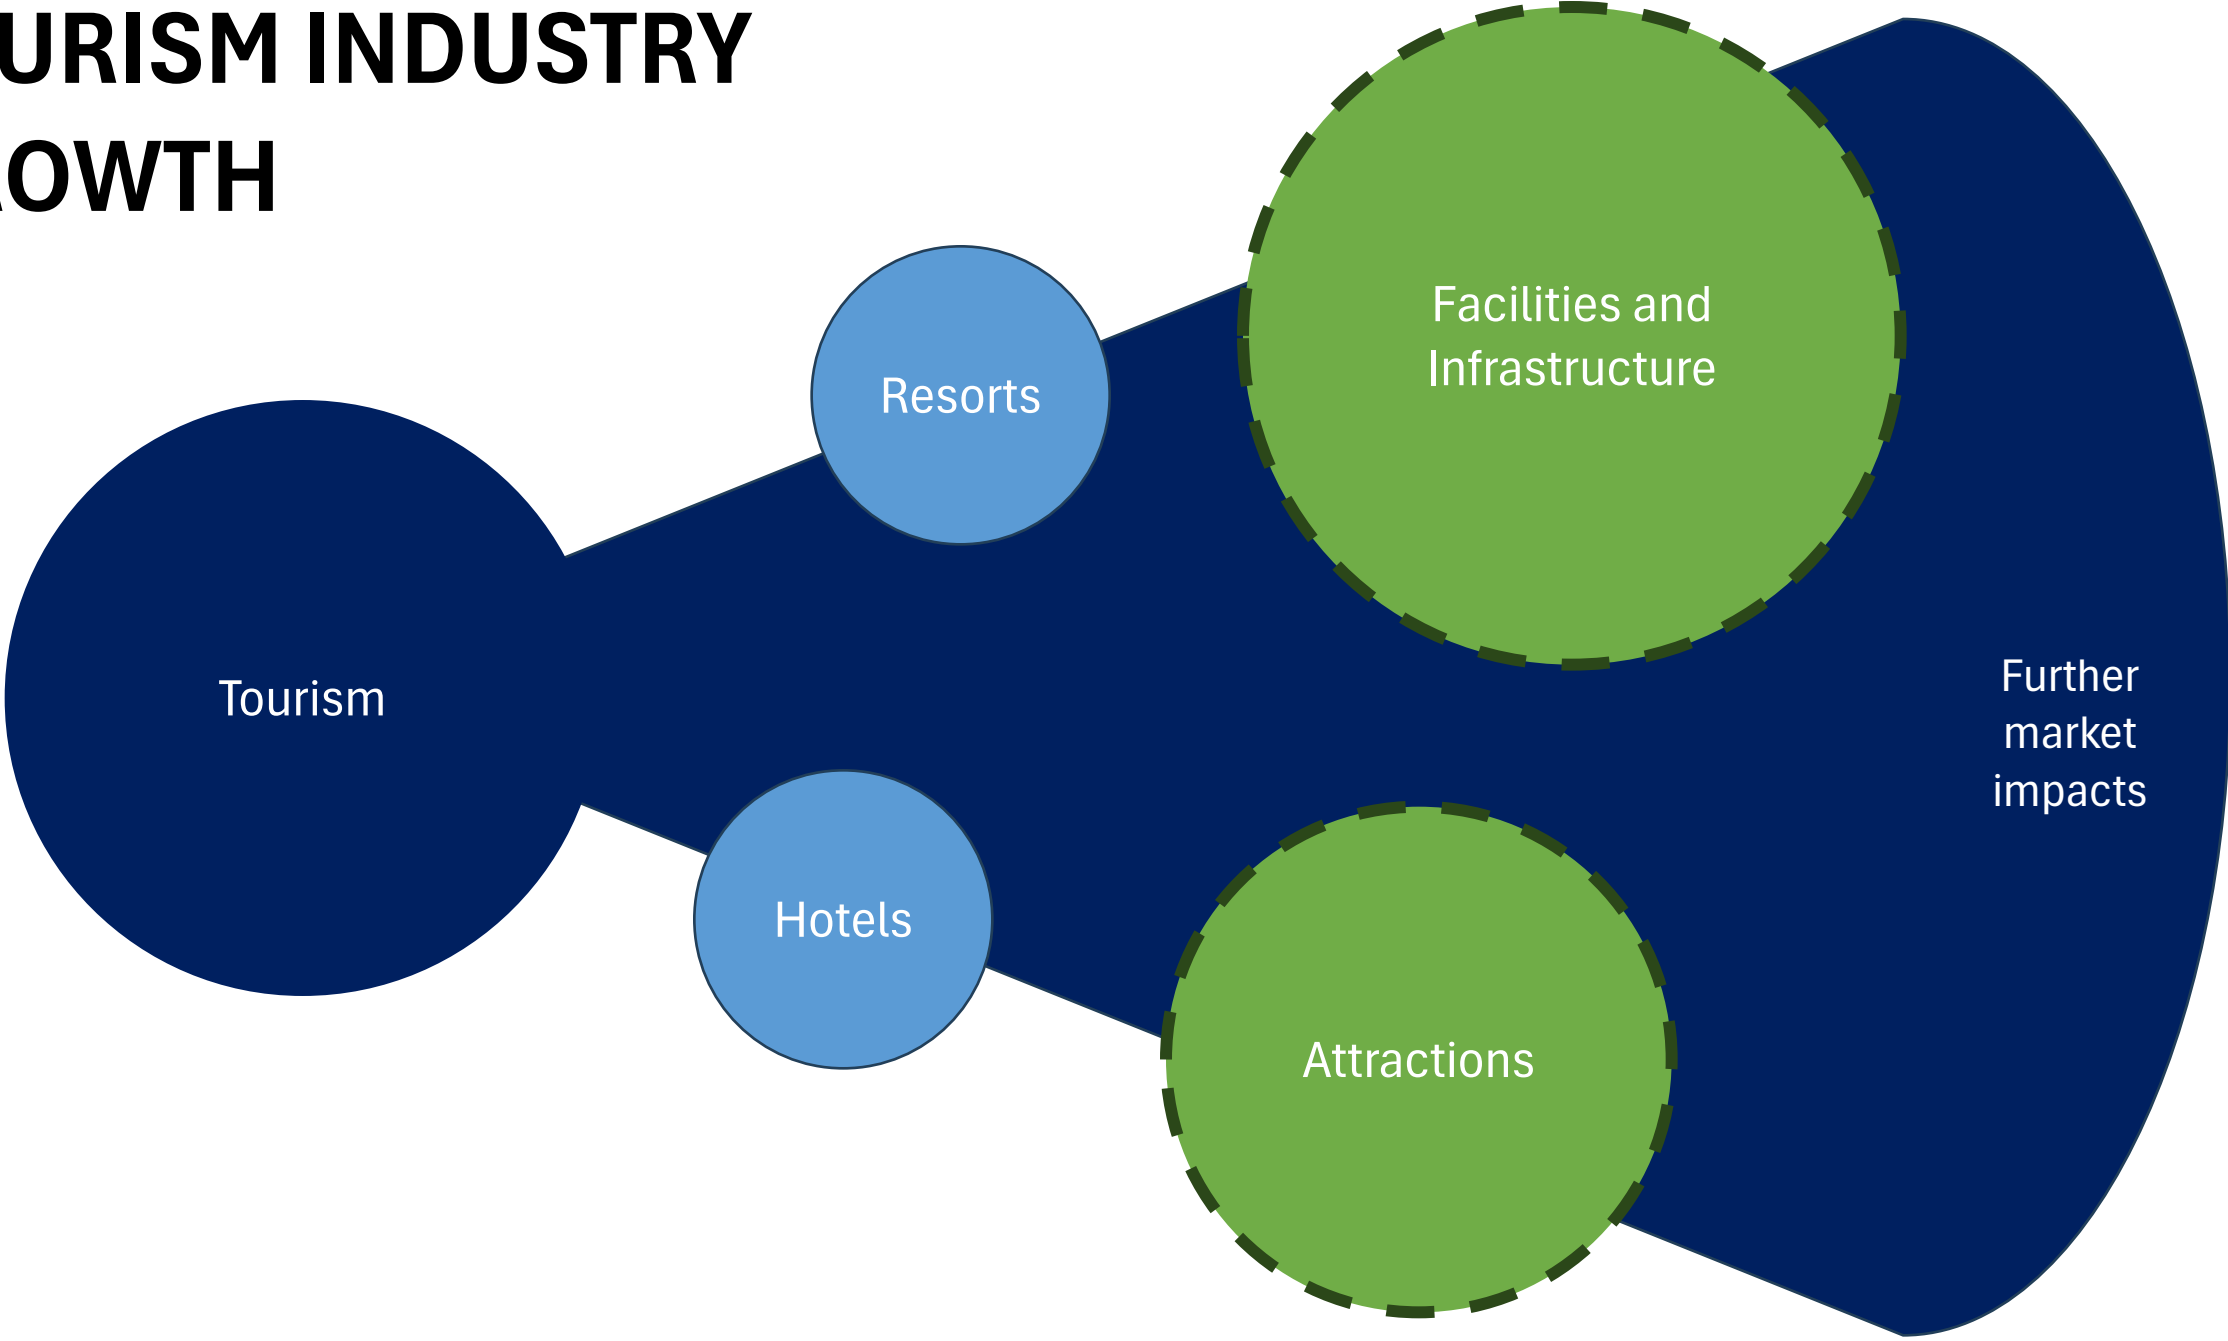 URISM INDUSTRY
OWTH
Resorts
Facilities and
Infrastructure
Tourism
Further
market
impacts
Hotels
Attractions